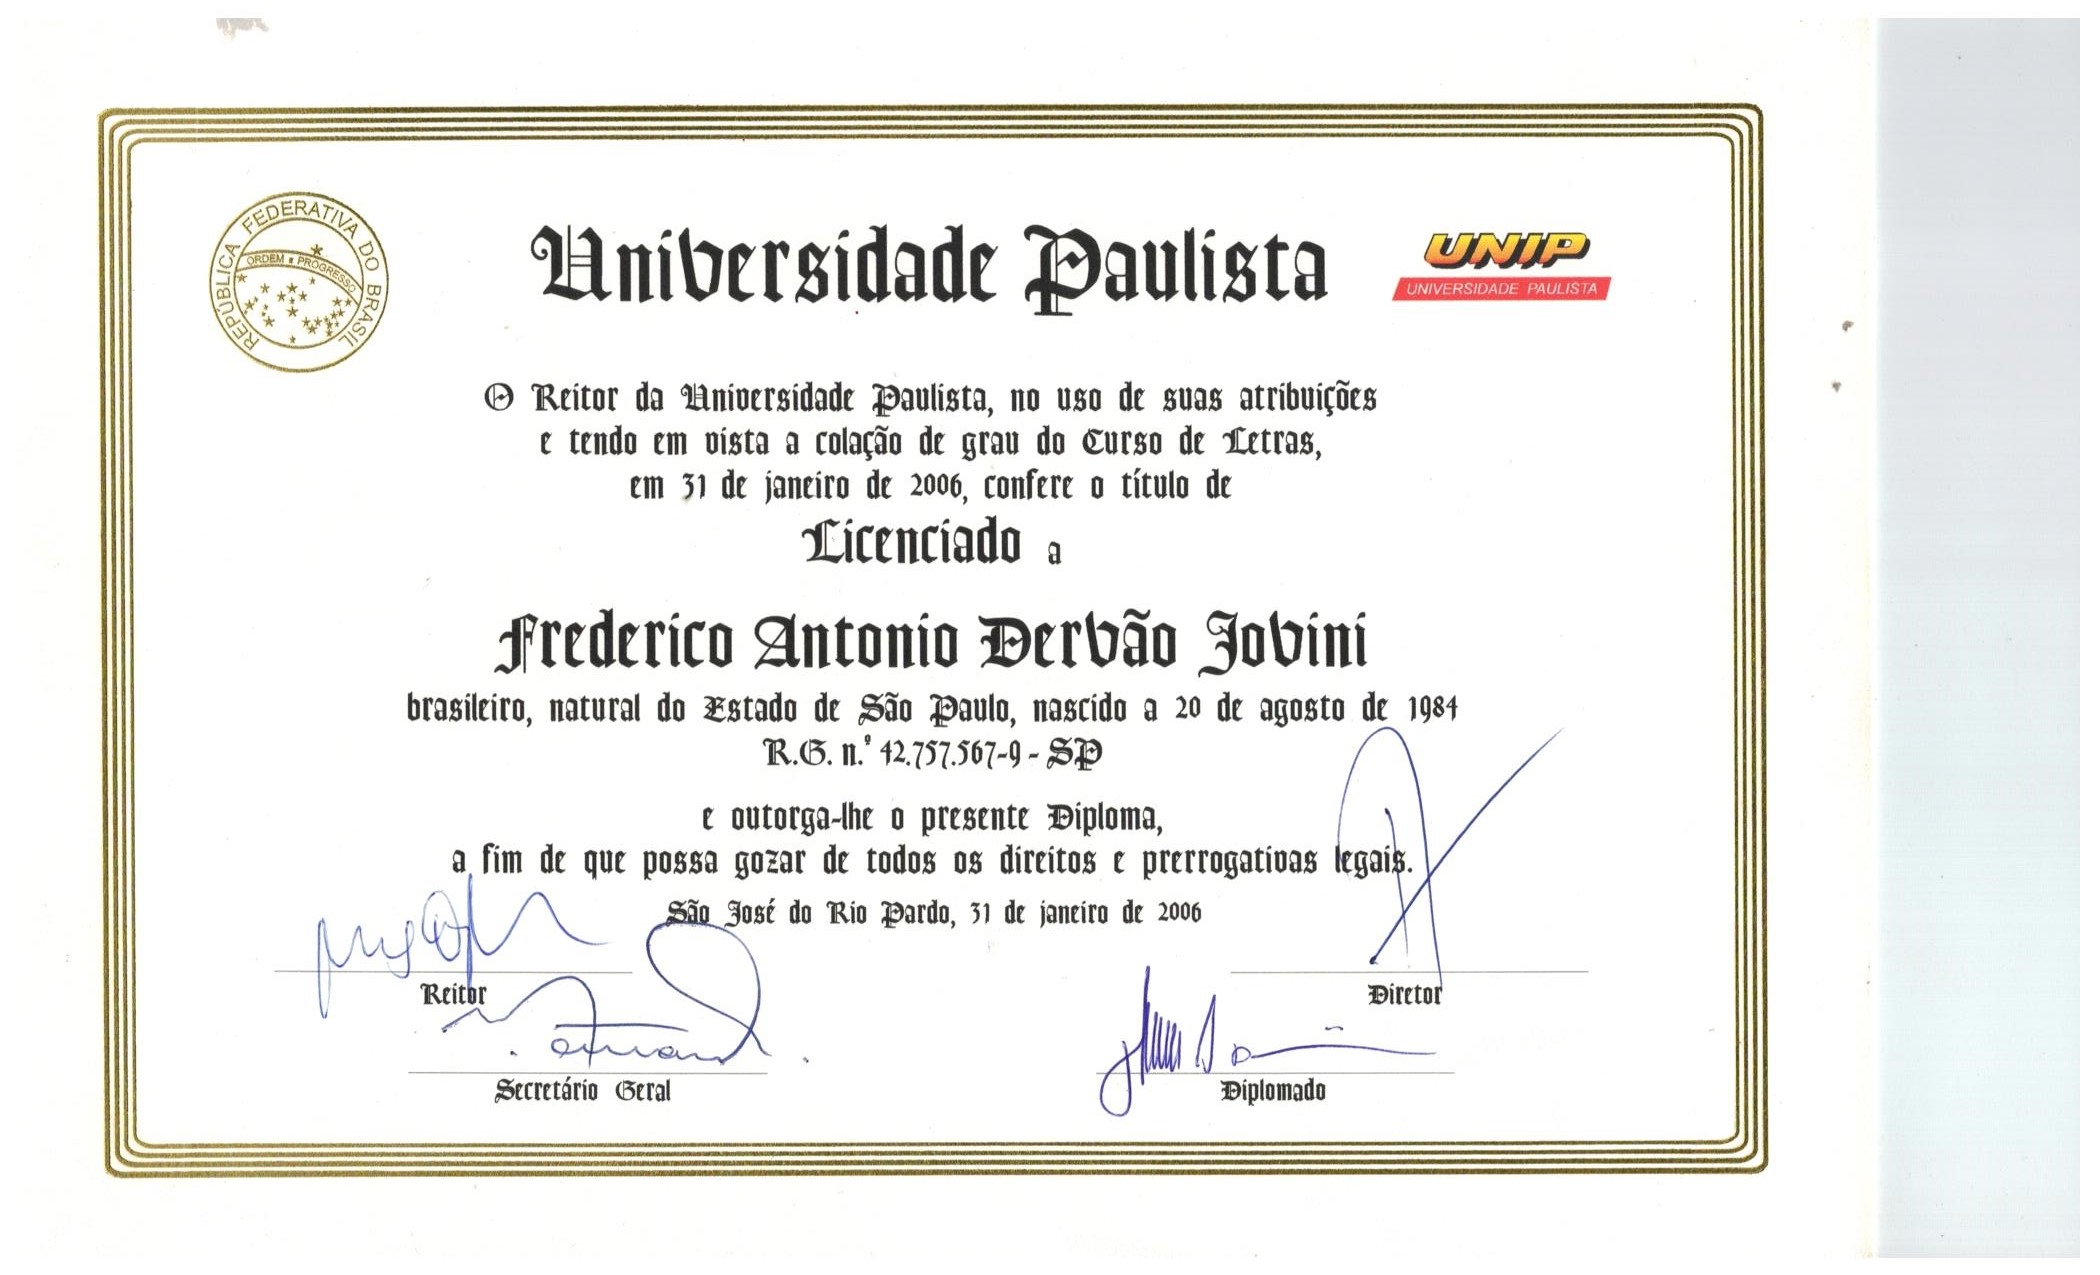 REPÚBLICA FEDERATIVA DO BRASIL
ORDEM E PROGRESSO
Universidade Paulista
UNIP
UNIVERSIDADE PAULISTA
O Reitor da Universidade Paulista, no uso de suas atribuições
e tendo em vista a colação de grau do Curso de Letras,
em 31 de janeiro de 2006, confere o título de
Licenciado a
Frederico Antonio Dervão Jovini
brasileiro, natural do Estado de São Paulo, nascido a 20 de agosto de 1984
R.G. n.º 42.757.567-9 - SP
e outorga-lhe o presente Diploma,
a fim de que possa gozar de todos os direitos e prerrogativas legais.
São José do Rio Pardo, 31 de janeiro de 2006
Reitor
Diretor
Secretário Geral
Diplomado